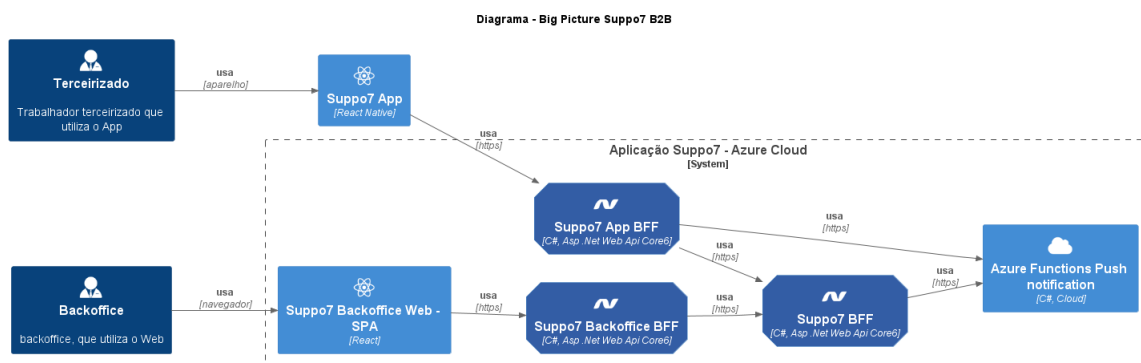 Diagrama - Big Picture Suppo7 B2B
Terceirizado
Trabalhador terceirizado que
utiliza o App
usa
[aparelho]
Suppo7 App
[React Native]
usa
[https]
Aplicação Suppo7 - Azure Cloud
[System]
Suppo7 App BFF
[C#, Asp .Net Web Api Core6]
usa
[https]
usa
[https]
Azure Functions Push
notification
[C#, Cloud]
Backoffice
backoffice, que utiliza o Web
usa
[navegador]
Suppo7 Backoffice Web -
SPA
[React]
usa
[https]
Suppo7 Backoffice BFF
[C#, Asp .Net Web Api Core6]
usa
[https]
Suppo7 BFF
[C#, Asp .Net Web Api Core6]
usa
[https]